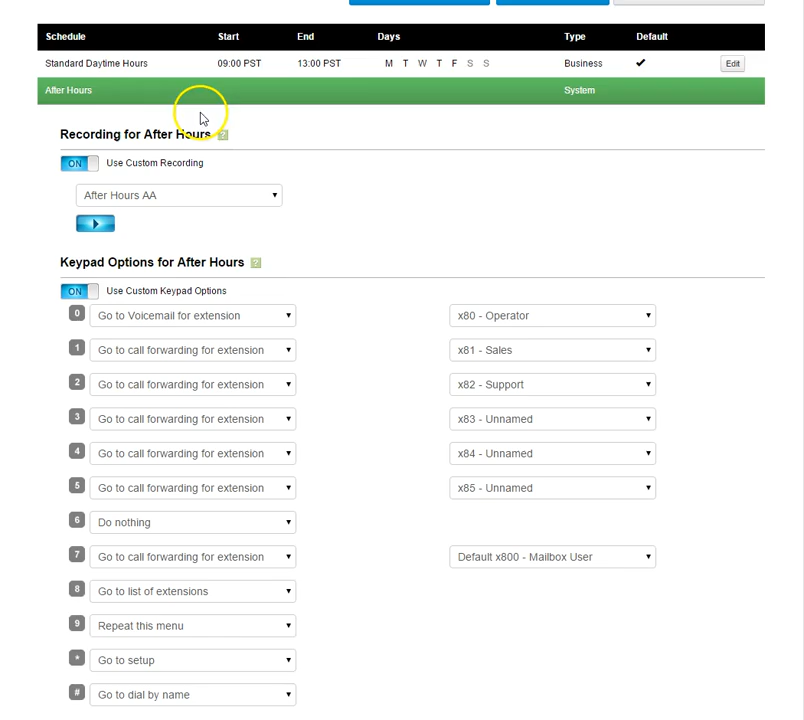 Schedule Start End Days Type Default
Standard Daytime Hours 09:00 PST 13:00 PST M T W T F S S Business Edit
After Hours System
Recording for After Hours ?
ON Use Custom Recording
After Hours AA
Keypad Options for After Hours ?
ON Use Custom Keypad Options
0 Go to Voicemail for extension x80 - Operator
1 Go to call forwarding for extension x81 - Sales
2 Go to call forwarding for extension x82 - Support
3 Go to call forwarding for extension x83 - Unnamed
4 Go to call forwarding for extension x84 - Unnamed
5 Go to call forwarding for extension x85 - Unnamed
6 Do nothing
7 Go to call forwarding for extension Default x800 - Mailbox User
8 Go to list of extensions
9 Repeat this menu
* Go to setup
# Go to dial by name